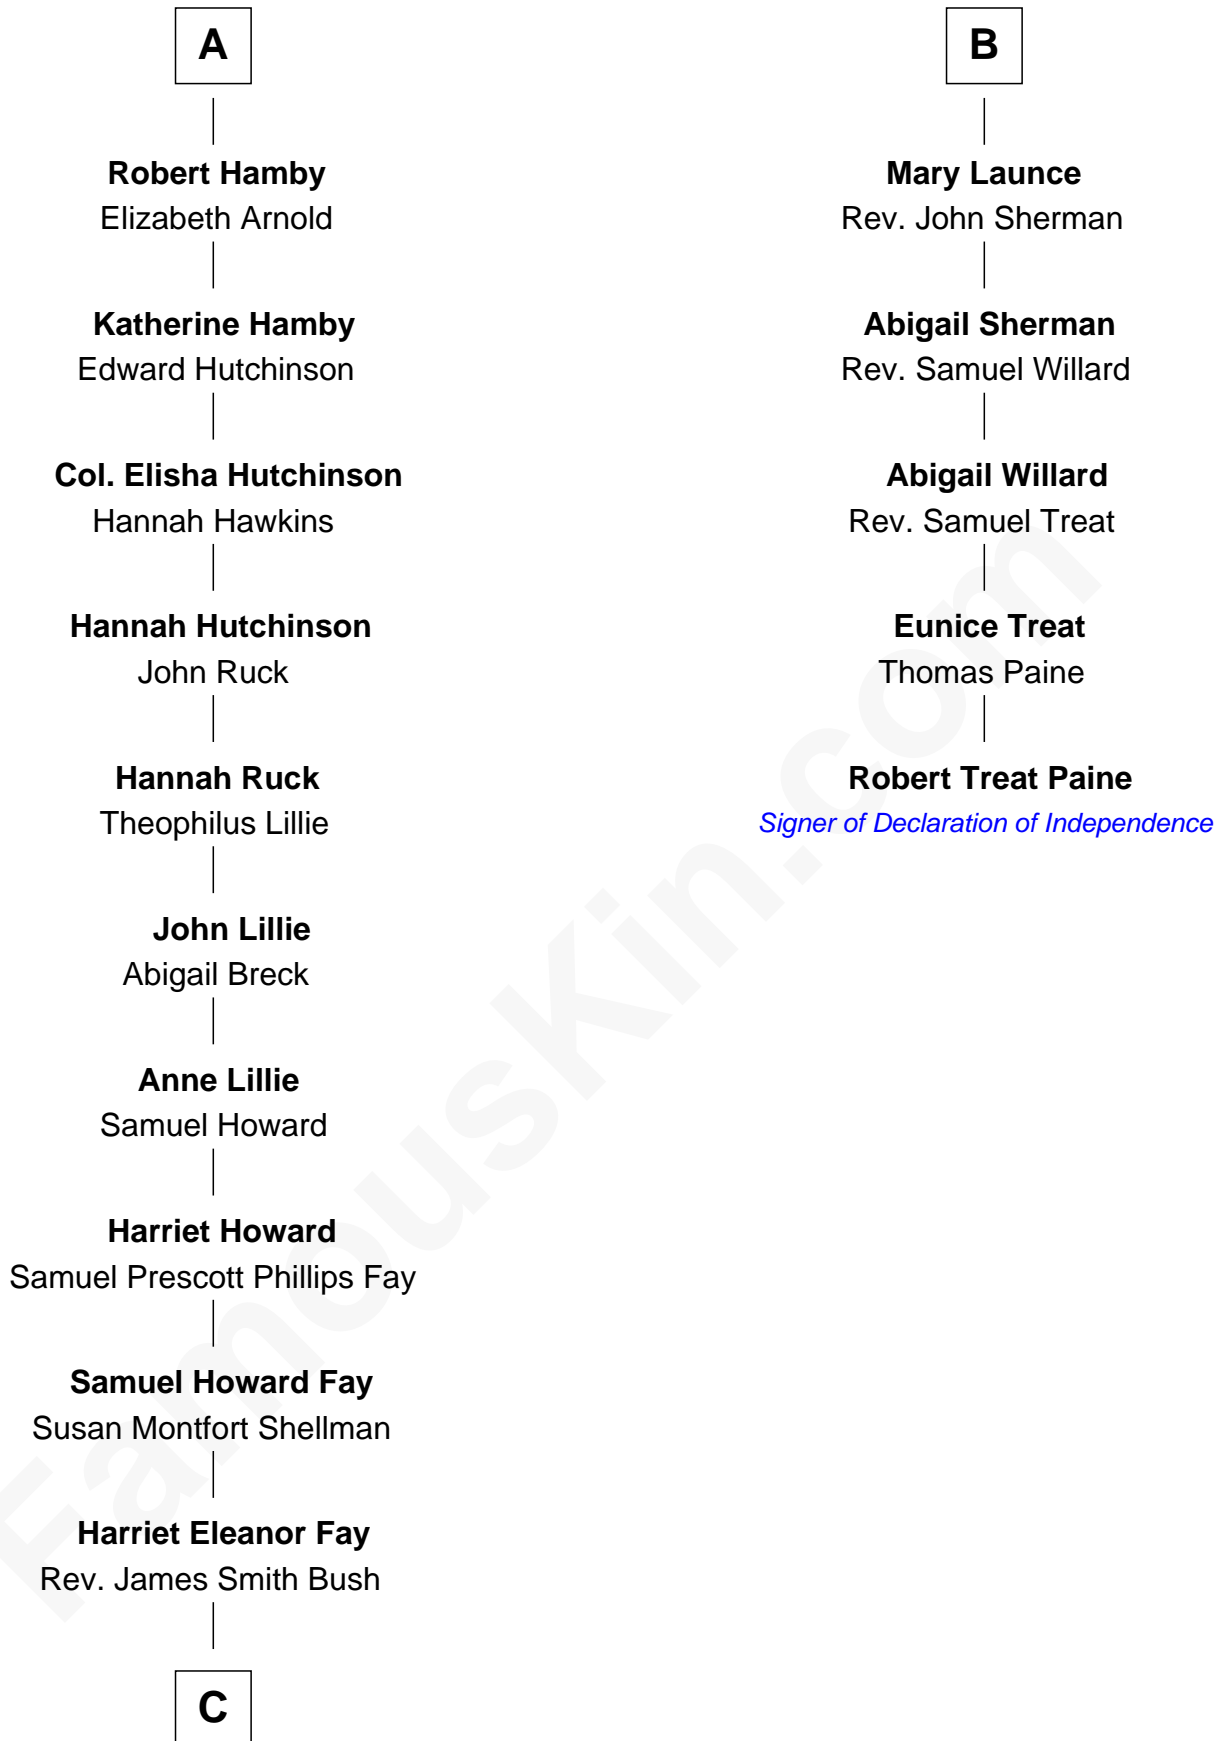 A
Robert Hamby
Elizabeth Arnold
Katherine Hamby
Edward Hutchinson
Col. Elisha Hutchinson
Hannah Hawkins
Hannah Hutchinson
John Ruck
Hannah Ruck
Theophilus Lillie
John Lillie
Abigail Breck
Anne Lillie
Samuel Howard
Harriet Howard
Samuel Prescott Phillips Fay
Samuel Howard Fay
Susan Montfort Shellman
Harriet Eleanor Fay
Rev. James Smith Bush
C
B
Mary Launce
Rev. John Sherman
Abigail Sherman
Rev. Samuel Willard
Abigail Willard
Rev. Samuel Treat
Eunice Treat
Thomas Paine
Robert Treat Paine
Signer of Declaration of Independence
FamousKin.com